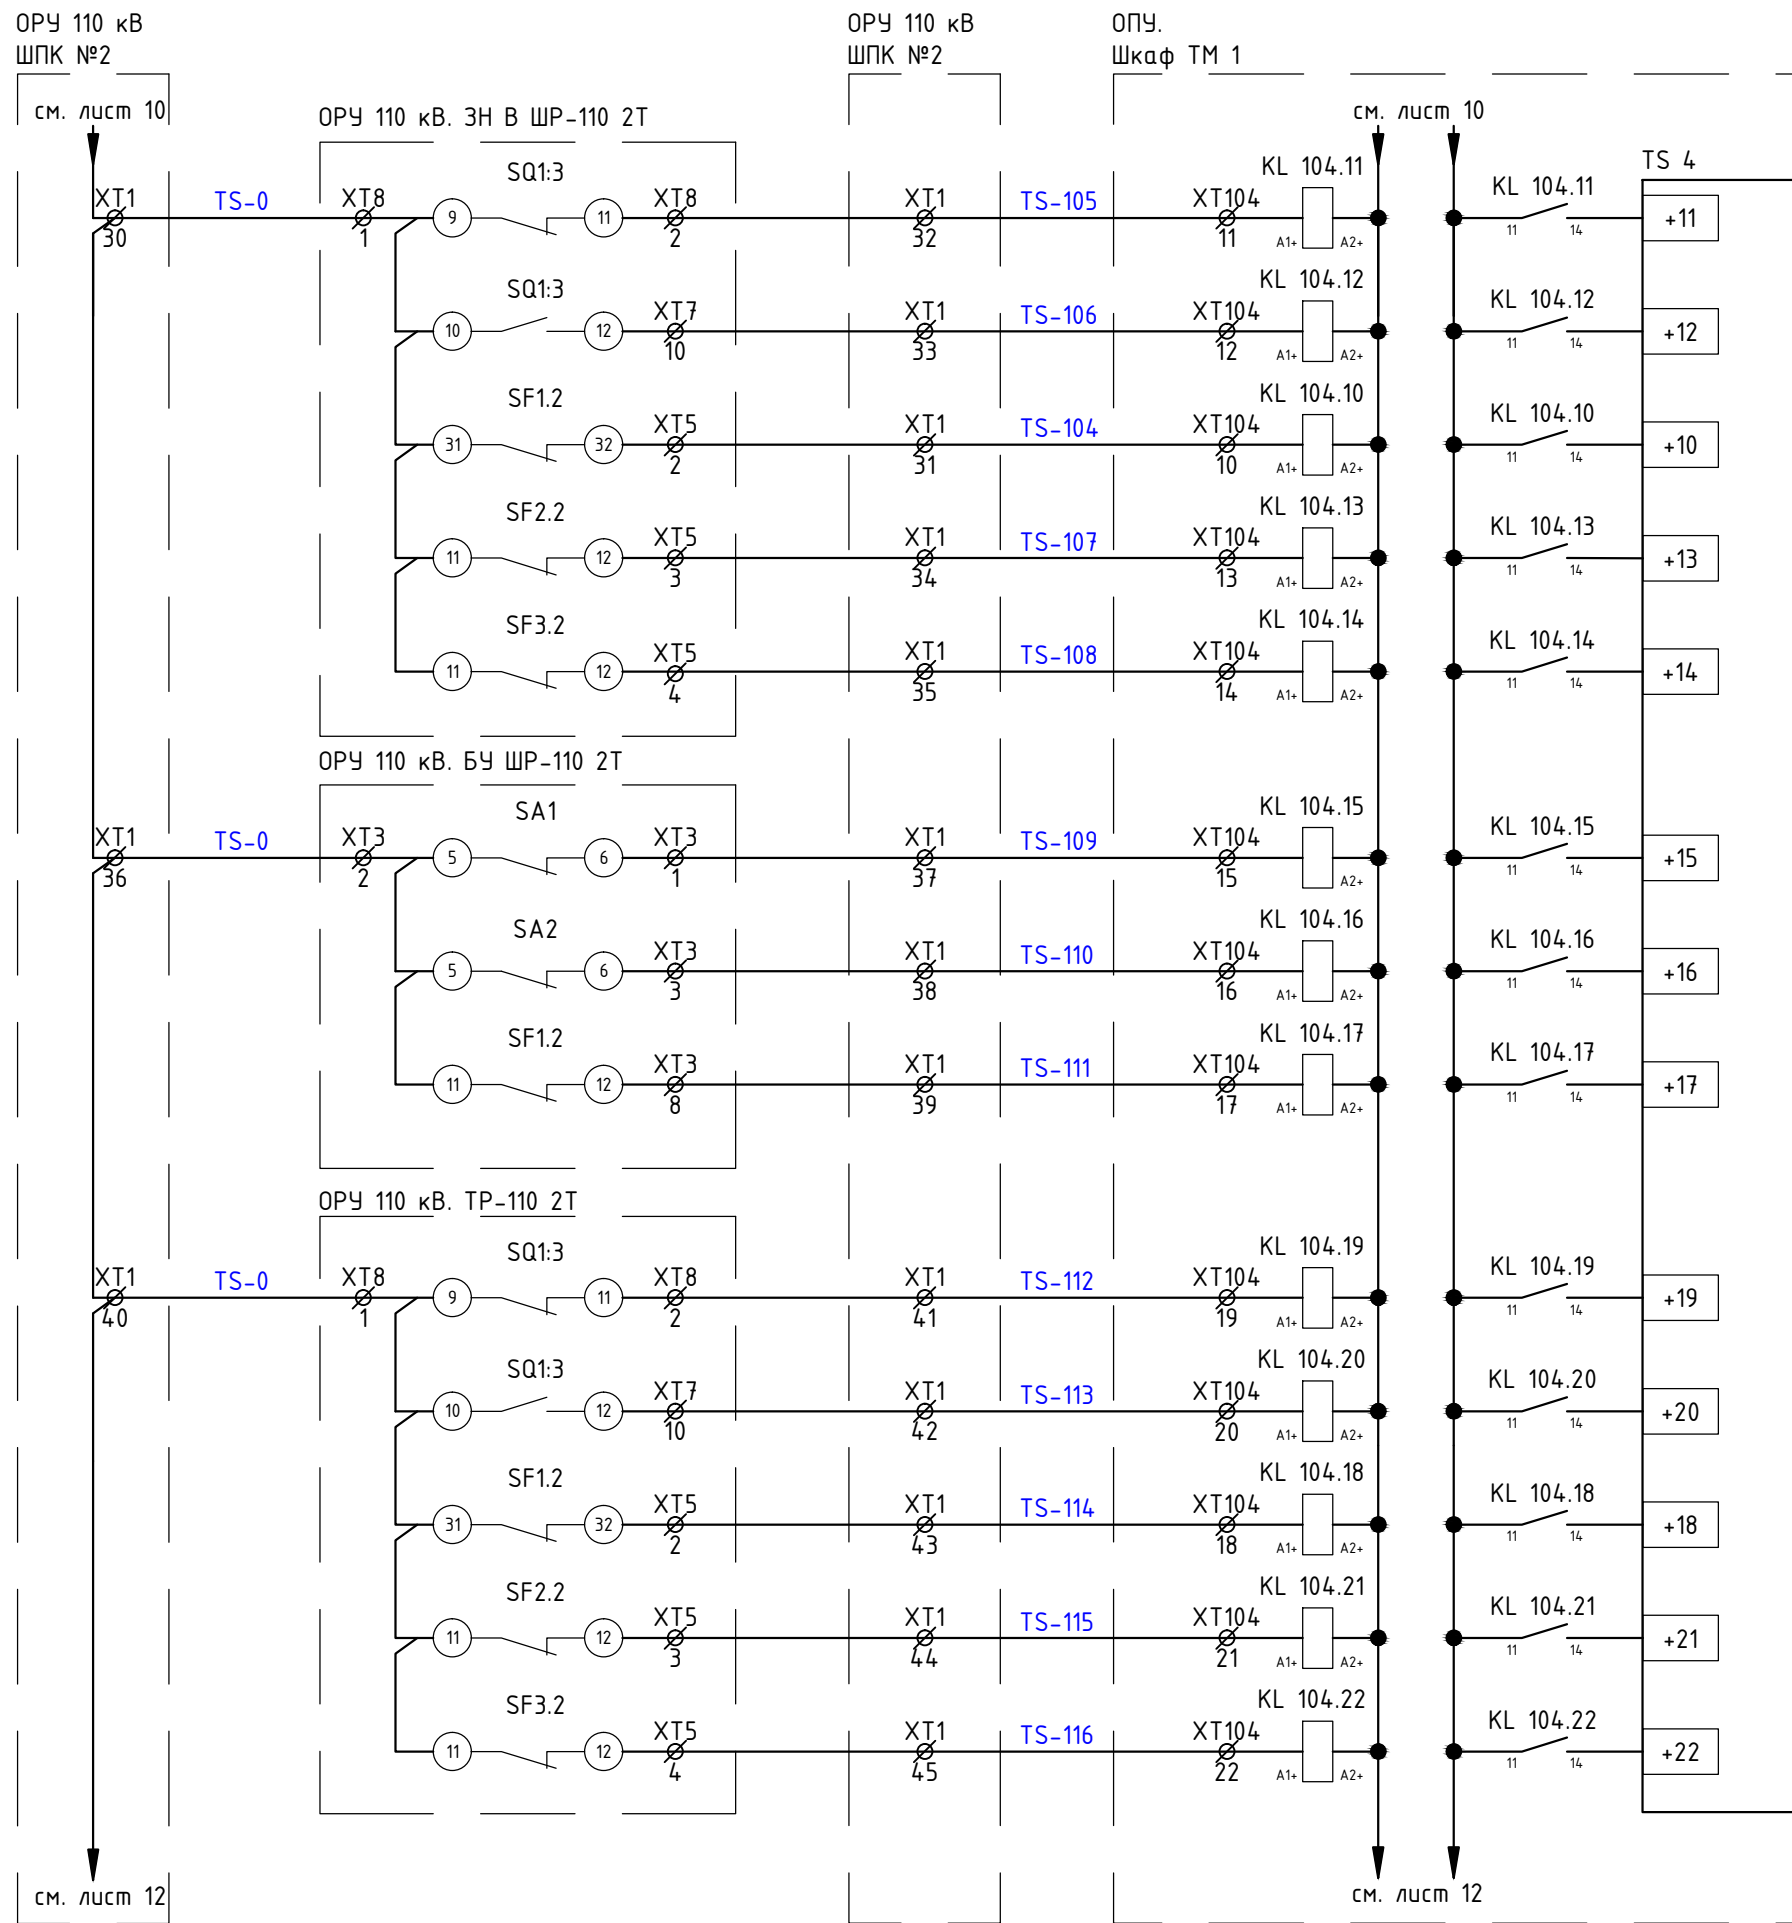 ОРУ 110 кВ
ШПК №2
ОРУ 110 кВ
ШПК №2
ОПУ.
Шкаф ТМ 1
см. лист 10
см. лист 10
ОРУ 110 кВ. ЗН В ШР-110 2Т
TS 4
XT1 30 TS-0 XT8 1 9 SQ1:3 11 XT8 2 XT1 32 TS-105 XT104 11 KL 104.11 A1+ A2+ KL 104.11 11 14 +11
10 SQ1:3 12 XT7 10 XT1 33 TS-106 XT104 12 KL 104.12 A1+ A2+ KL 104.12 11 14 +12
31 SF1.2 32 XT5 2 XT1 31 TS-104 XT104 10 KL 104.10 A1+ A2+ KL 104.10 11 14 +10
11 SF2.2 12 XT5 3 XT1 34 TS-107 XT104 13 KL 104.13 A1+ A2+ KL 104.13 11 14 +13
11 SF3.2 12 XT5 4 XT1 35 TS-108 XT104 14 KL 104.14 A1+ A2+ KL 104.14 11 14 +14
ОРУ 110 кВ. БУ ШР-110 2Т
XT1 36 TS-0 XT3 2 5 SA1 6 XT3 1 XT1 37 TS-109 XT104 15 KL 104.15 A1+ A2+ KL 104.15 11 14 +15
5 SA2 6 XT3 3 XT1 38 TS-110 XT104 16 KL 104.16 A1+ A2+ KL 104.16 11 14 +16
11 SF1.2 12 XT3 8 XT1 39 TS-111 XT104 17 KL 104.17 A1+ A2+ KL 104.17 11 14 +17
ОРУ 110 кВ. ТР-110 2Т
XT1 40 TS-0 XT8 1 9 SQ1:3 11 XT8 2 XT1 41 TS-112 XT104 19 KL 104.19 A1+ A2+ KL 104.19 11 14 +19
10 SQ1:3 12 XT7 10 XT1 42 TS-113 XT104 20 KL 104.20 A1+ A2+ KL 104.20 11 14 +20
31 SF1.2 32 XT5 2 XT1 43 TS-114 XT104 18 KL 104.18 A1+ A2+ KL 104.18 11 14 +18
11 SF2.2 12 XT5 3 XT1 44 TS-115 XT104 21 KL 104.21 A1+ A2+ KL 104.21 11 14 +21
11 SF3.2 12 XT5 4 XT1 45 TS-116 XT104 22 KL 104.22 A1+ A2+ KL 104.22 11 14 +22
см. лист 12
см. лист 12